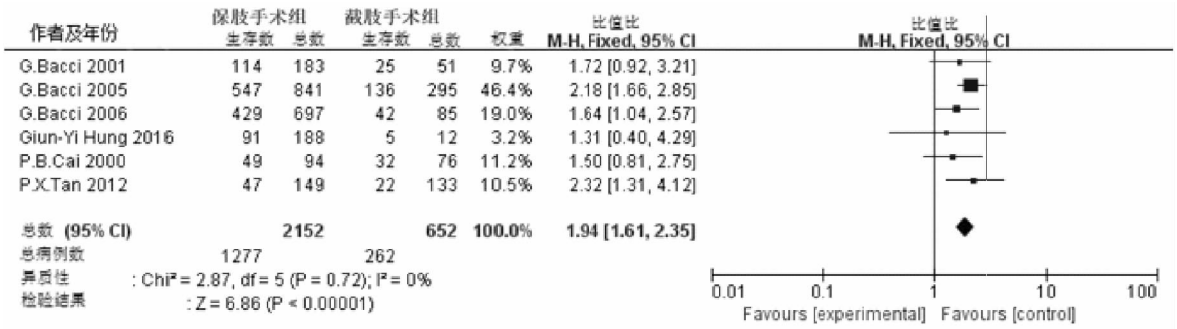 保肢手术组 截肢手术组 比值比 比值比
作者及年份 生存数 总数 生存数 总数 权重 M-H, Fixed, 95% CI M-H, Fixed, 95% CI
G.Bacci 2001 114 183 25 51 9.7% 1.72 [0.92, 3.21]
G.Bacci 2005 547 841 136 295 46.4% 2.18 [1.66, 2.85]
G.Bacci 2006 429 697 42 85 19.0% 1.64 [1.04, 2.57]
Giun-Yi Hung 2016 91 188 5 12 3.2% 1.31 [0.40, 4.29]
P.B.Cai 2000 49 94 32 76 11.2% 1.50 [0.81, 2.75]
P.X.Tan 2012 47 149 22 133 10.5% 2.32 [1.31, 4.12]
总数 (95% CI) 2152 652 100.0% 1.94 [1.61, 2.35]
总病例数 1277 262
异质性 : Chi² = 2.87, df = 5 (P = 0.72); I² = 0%
检验结果 : Z = 6.86 (P < 0.00001)
0.01 0.1 1 10 100
Favours [experimental] Favours [control]